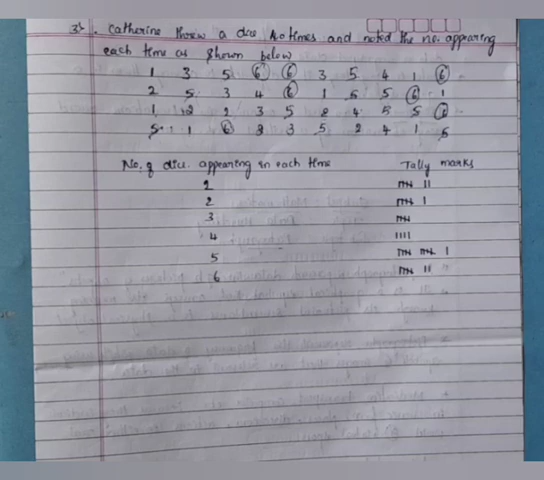 3). Catherine threw a dice 40 times and noted the no. appearing
each time as shown below
1 3 5 6 6 3 5 4 1 6
2 5 3 4 6 1 5 5 6 1
1 2 2 3 5 2 4 5 5 6
5 1 6 3 3 5 2 4 1 5
No. of dice appearing in each time Tally marks
1 𝍸 ||
2 𝍸 |
3 𝍸
4 ||||
5 𝍸 𝍸 |
6 𝍸 ||